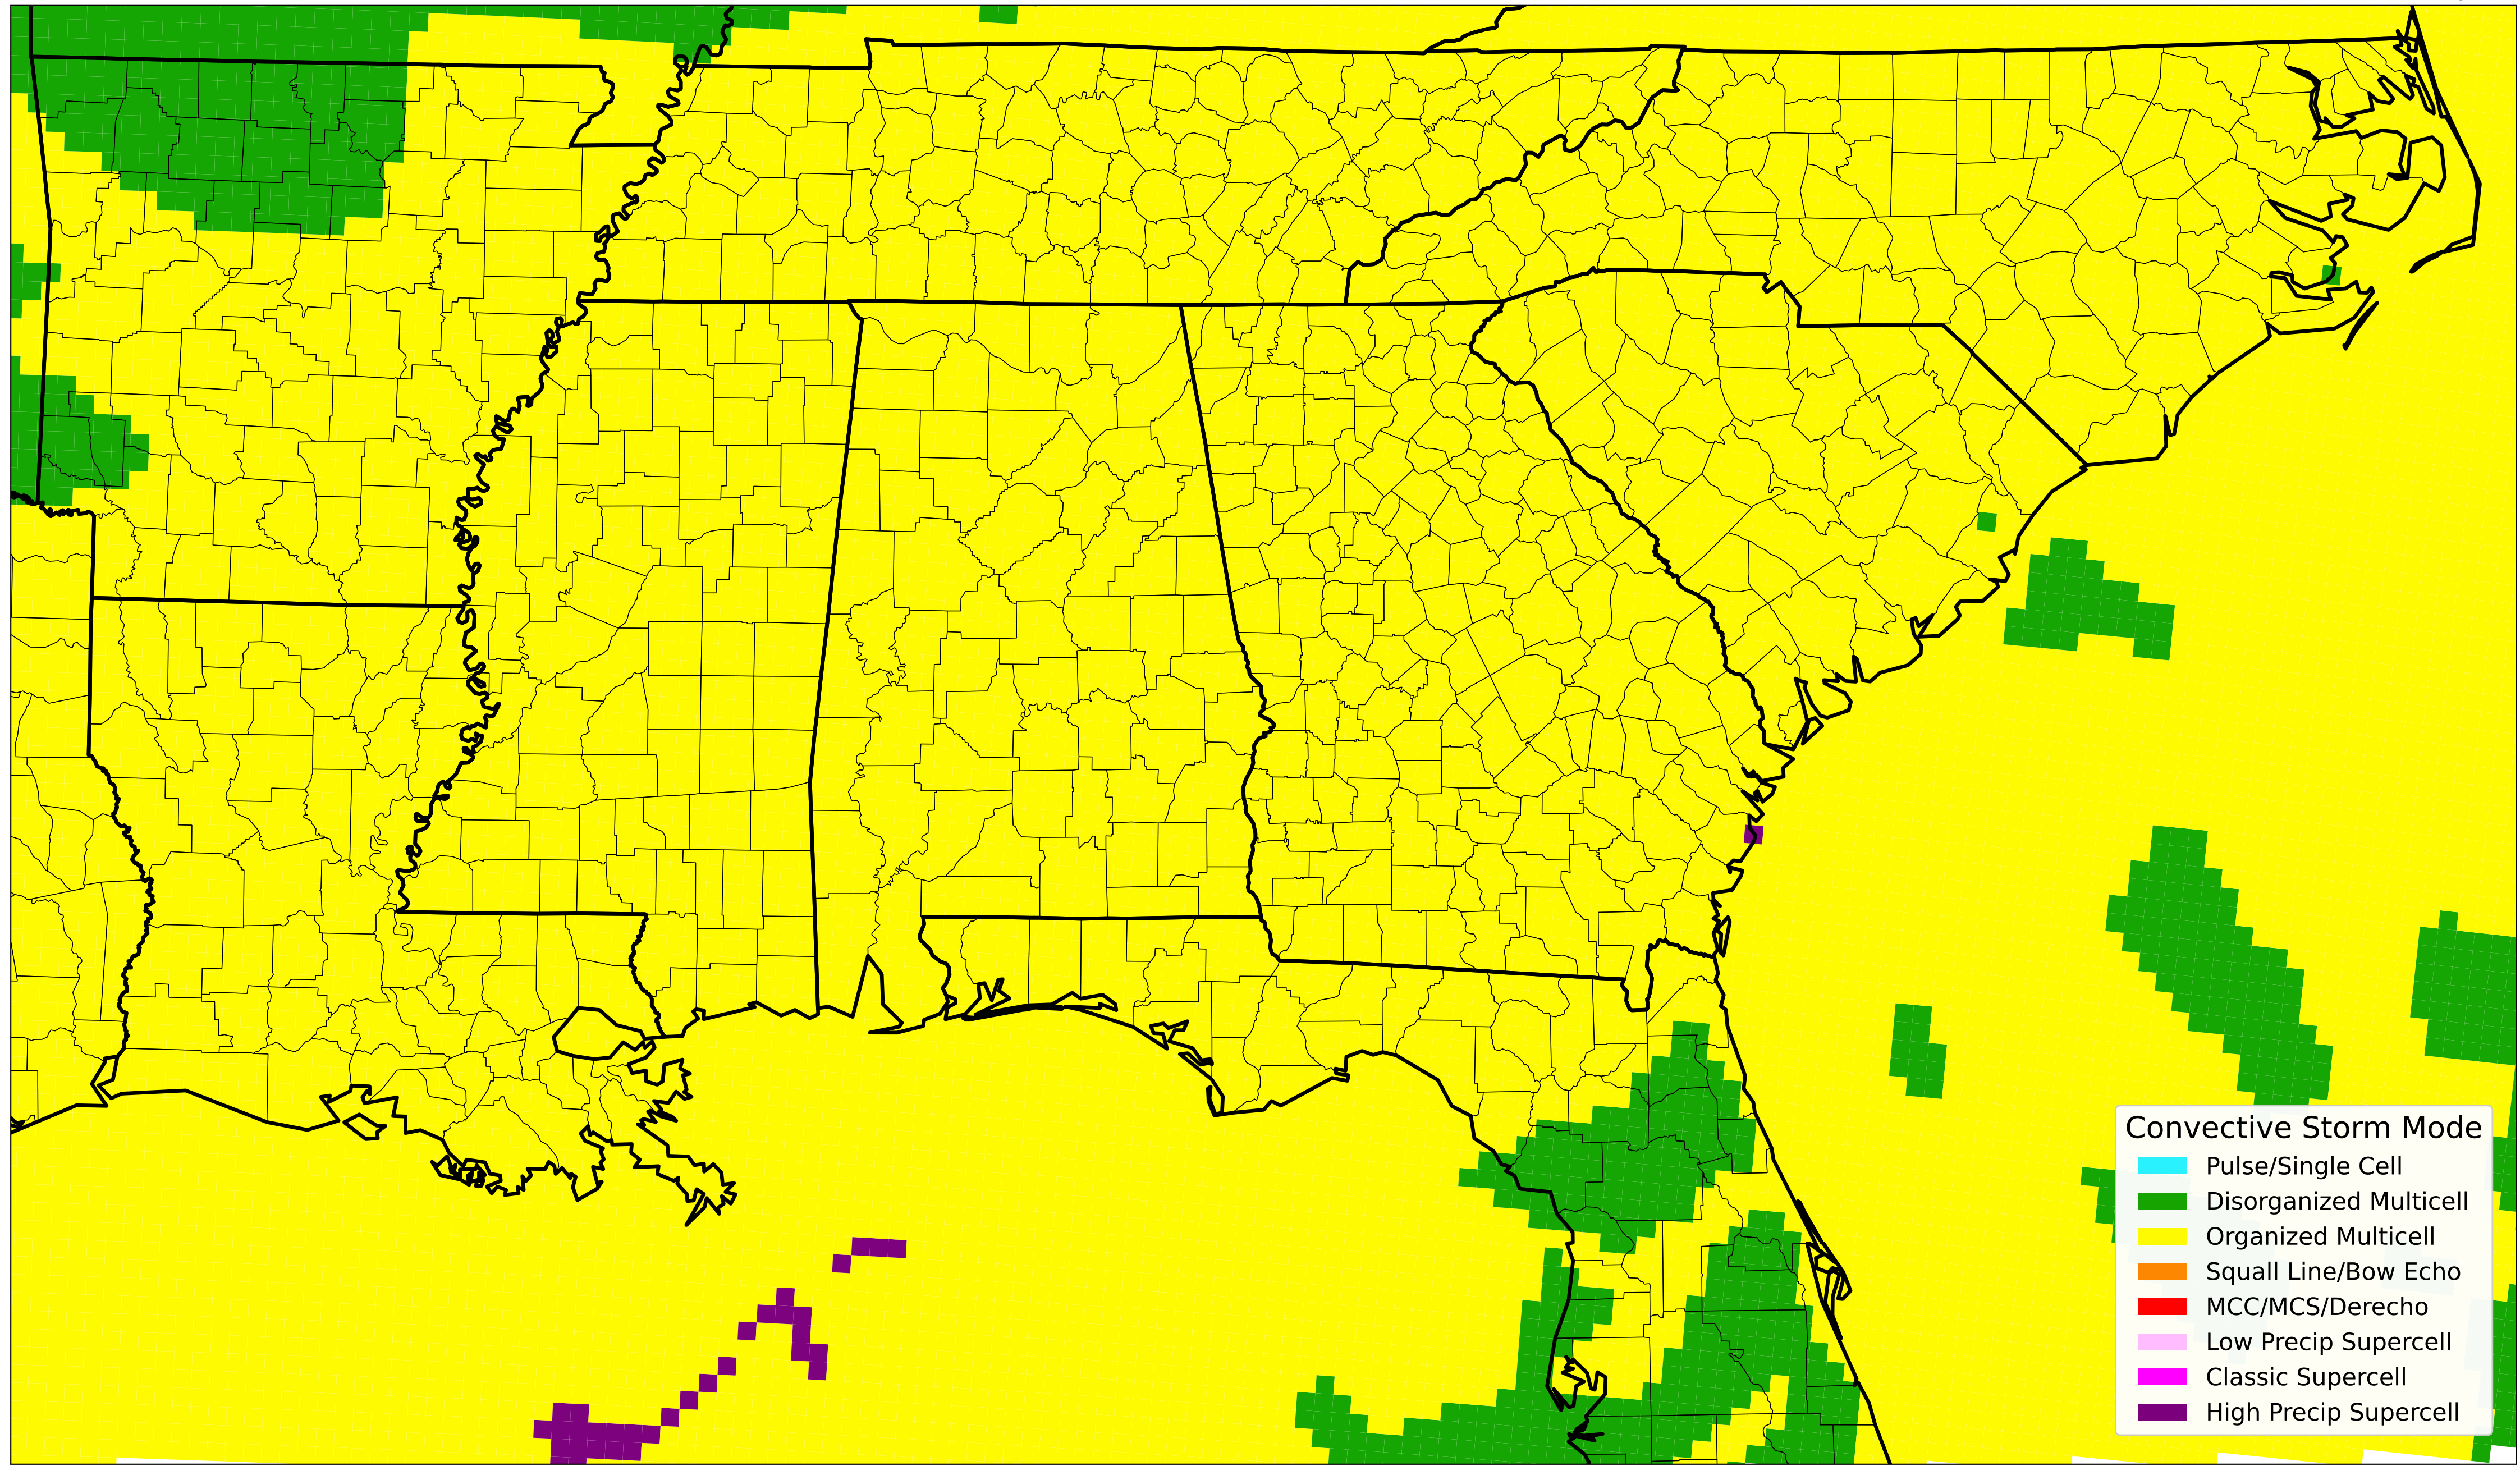 Convective Storm Mode
Pulse/Single Cell
Disorganized Multicell
Organized Multicell
Squall Line/Bow Echo
MCC/MCS/Derecho
Low Precip Supercell
Classic Supercell
High Precip Supercell